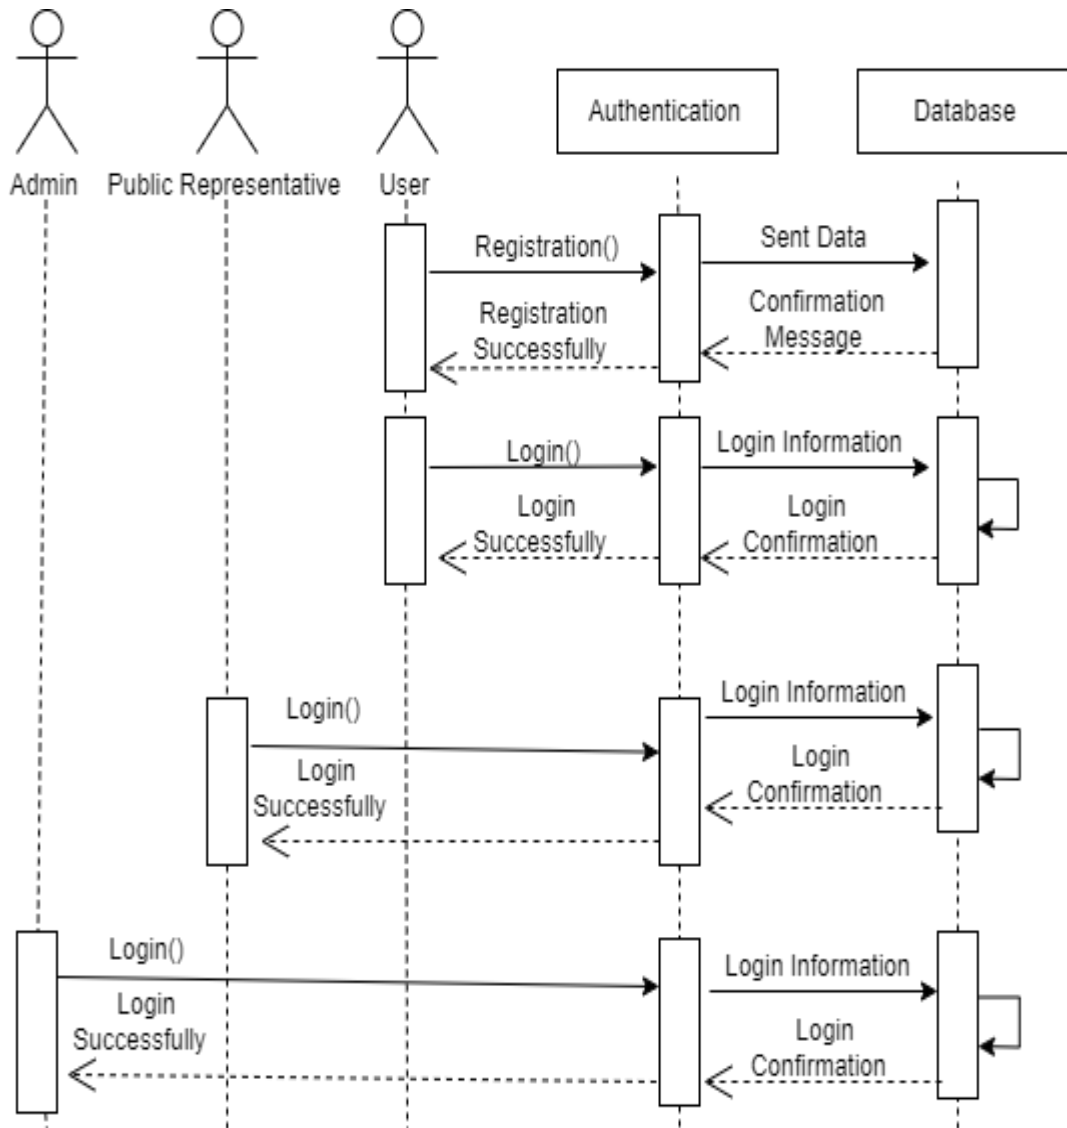 Authentication
Database
Admin
Public Representative
User
Registration()
Sent Data
Registration
Successfully
Confirmation
Message
Login()
Login Information
Login
Successfully
Login
Confirmation
Login()
Login Information
Login
Successfully
Login
Confirmation
Login()
Login Information
Login
Successfully
Login
Confirmation